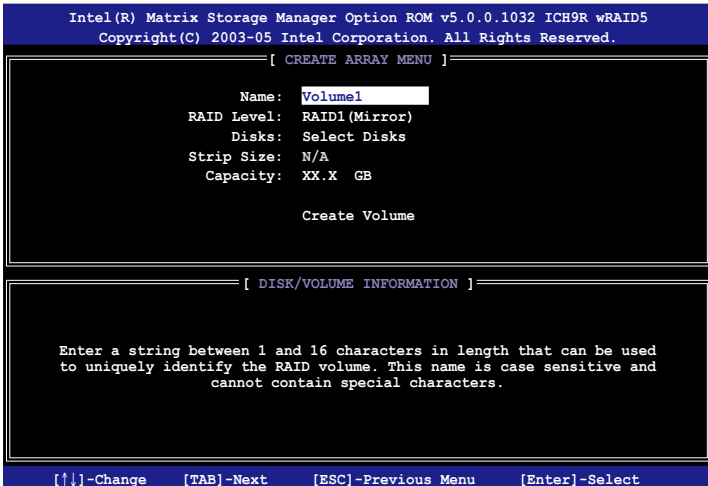 Intel(R) Matrix Storage Manager Option ROM v5.0.0.1032 ICH9R wRAID5
Copyright(C) 2003-05 Intel Corporation. All Rights Reserved.
[ CREATE ARRAY MENU ]
Name: Volume1
RAID Level: RAID1(Mirror)
Disks: Select Disks
Strip Size: N/A
Capacity: XX.X GB
Create Volume
[ DISK/VOLUME INFORMATION ]
Enter a string between 1 and 16 characters in length that can be used
to uniquely identify the RAID volume. This name is case sensitive and
cannot contain special characters.
[↑↓]-Change [TAB]-Next [ESC]-Previous Menu [Enter]-Select